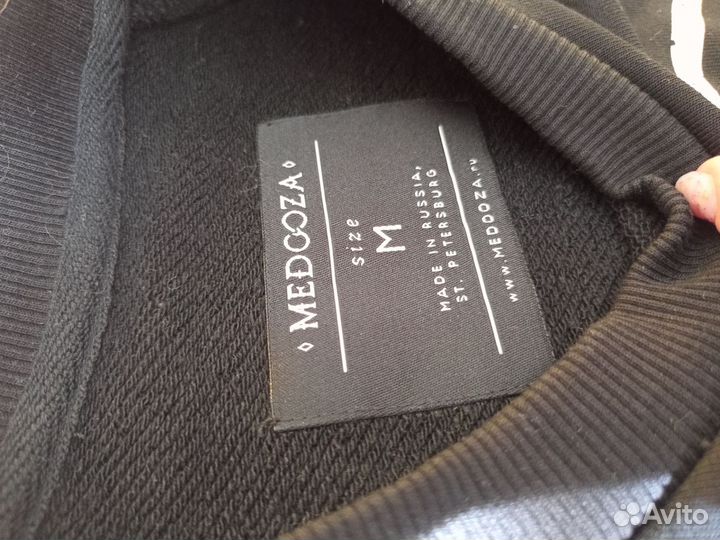 MEDOOZA
size
M
MADE IN RUSSIA,
ST. PETERSBURG
www.MEDOOZA.ru
Avito